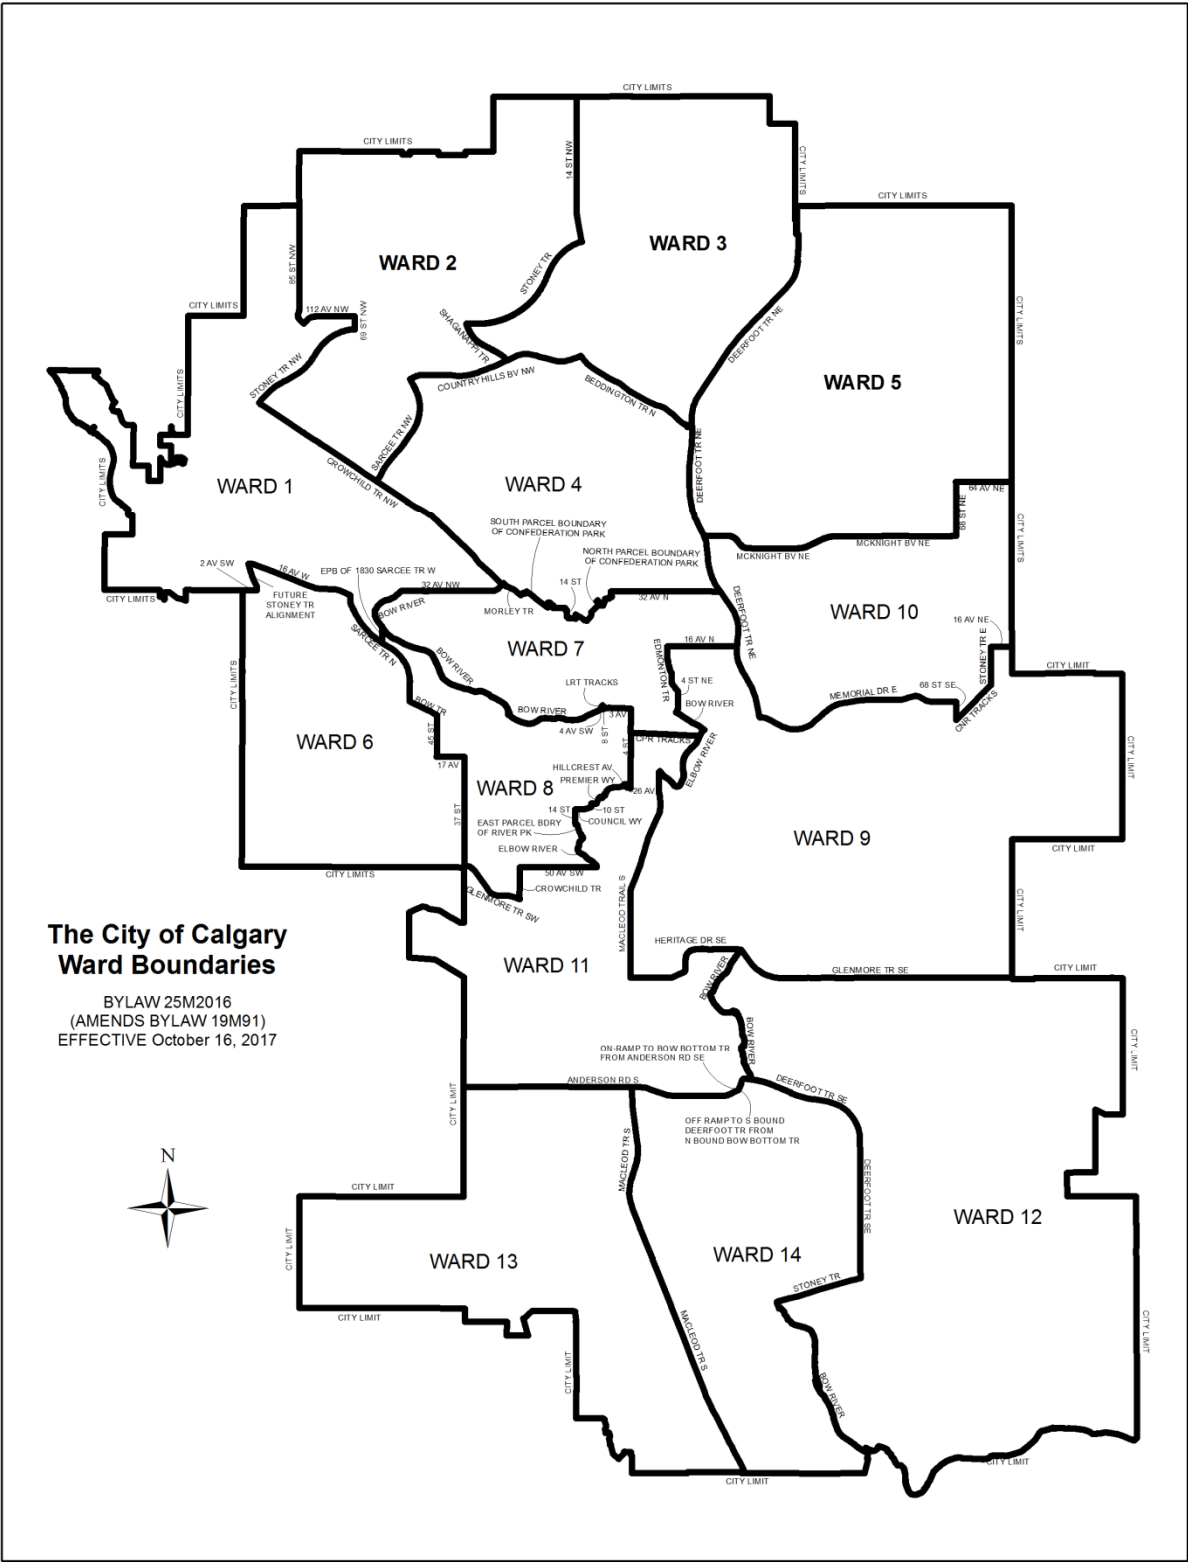 CITY LIMITS
CITY LIMITS
14 ST NW
CITY LIMITS
CITY LIMITS
WARD 3
WARD 2
85 ST NW
STONEY TR
CITY LIMITS
112 AV NW
69 ST NW
SHAGANAPPI TR
DEERFOOT TR NE
CITY LIMITS
STONEY TR NW
COUNTRY HILLS BV NW
BEDDINGTON TR N
WARD 5
CITY LIMITS
SARCEE TR NW
DEERFOOT TR NE
CITY LIMITS
CROWCHILD TR NW
WARD 1
WARD 4
64 AV NE
68 ST NE
CITY LIMITS
SOUTH PARCEL BOUNDARY
OF CONFEDERATION PARK
MCKNIGHT BV NE
MCKNIGHT BV NE
NORTH PARCEL BOUNDARY
OF CONFEDERATION PARK
2 AV SW
16 AV W
EPB OF 1830 SARCEE TR W
14 ST
32 AV NW
32 AV N
CITY LIMITS
FUTURE
STONEY TR
ALIGNMENT
BOW RIVER
MORLEY TR
DEERFOOT TR NE
WARD 10
16 AV NE
SARCEE TR N
WARD 7
16 AV N
EDMONTON TR
STONEY TR E
CITY LIMIT
BOW RIVER
4 ST NE
LRT TRACKS
CITY LIMITS
BOW TR
BOW RIVER
3 AV
BOW RIVER
MEMORIAL DR E
68 ST SE
CNR TRACKS
4 AV SW
8 ST
45 ST
4 ST
CPR TRACKS
ELBOW RIVER
WARD 6
CITY LIMIT
17 AV
HILLCREST AV
PREMIER WY
WARD 8
26 AV
37 ST
14 ST
10 ST
COUNCIL WY
EAST PARCEL BDRY
OF RIVER PK
WARD 9
ELBOW RIVER
CITY LIMIT
CITY LIMITS
50 AV SW
CROWCHILD TR
GLENMORE TR SW
MACLEOD TRAIL S
CITY LIMIT
The City of Calgary
Ward Boundaries
HERITAGE DR SE
WARD 11
BOW RIVER
GLENMORE TR SE
CITY LIMIT
BYLAW 25M2016
(AMENDS BYLAW 19M91)
EFFECTIVE October 16, 2017
BOW RIVER
CITY LIMIT
ON-RAMP TO BOW BOTTOM TR
FROM ANDERSON RD SE
ANDERSON RD S
DEERFOOT TR SE
CITY LIMIT
OFF RAMP TO S BOUND
DEERFOOT TR FROM
N BOUND BOW BOTTOM TR
MACLEOD TR S
N
DEERFOOT TR SE
CITY LIMIT
WARD 12
CITY LIMIT
WARD 13
WARD 14
STONEY TR
CITY LIMIT
CITY LIMIT
MACLEOD TR S
CITY LIMIT
BOW RIVER
CITY LIMIT
CITY LIMIT